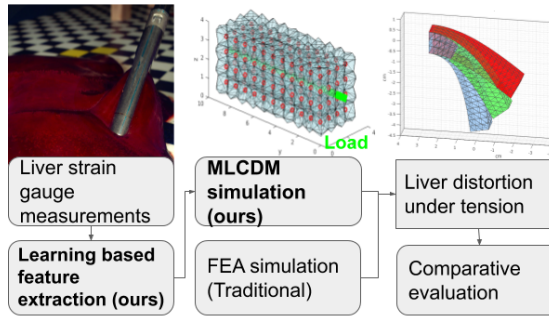 Load
Liver strain
gauge
measurements
MLCDM
simulation
(ours)
Liver distortion
under tension
Learning based
feature
extraction (ours)
FEA simulation
(Traditional)
Comparative
evaluation